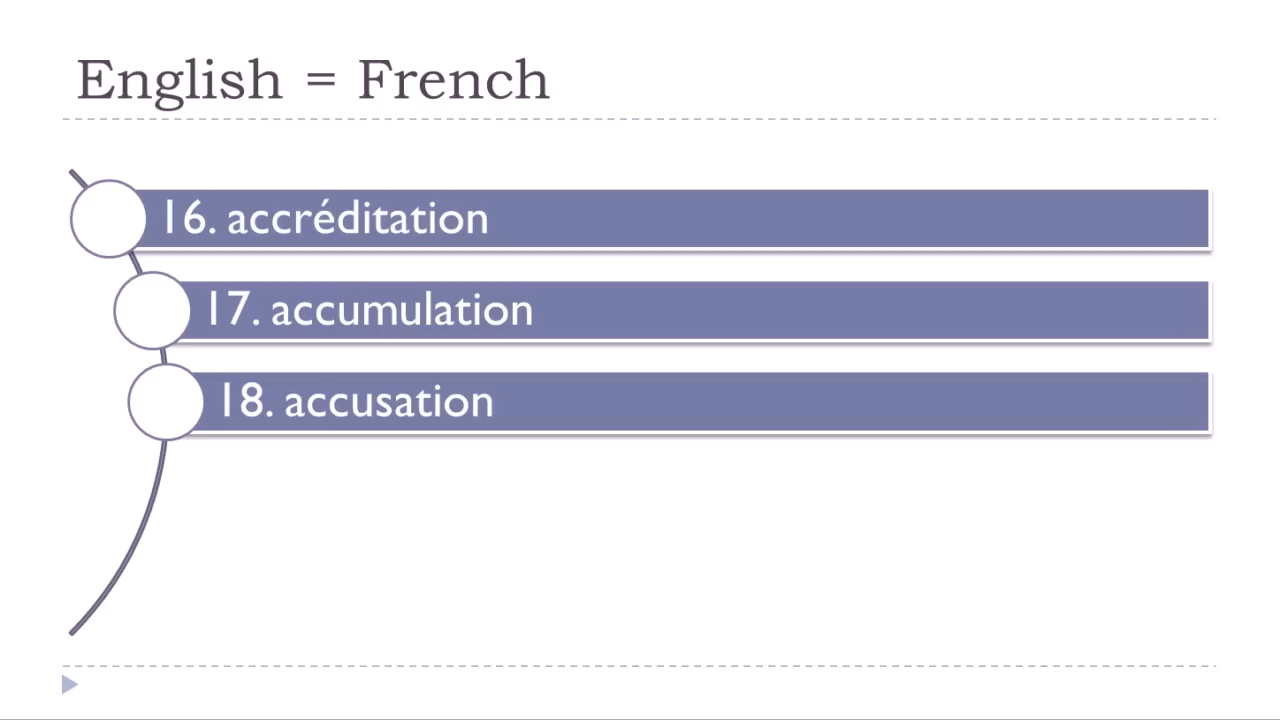 English = French
16. accréditation
17. accumulation
18. accusation